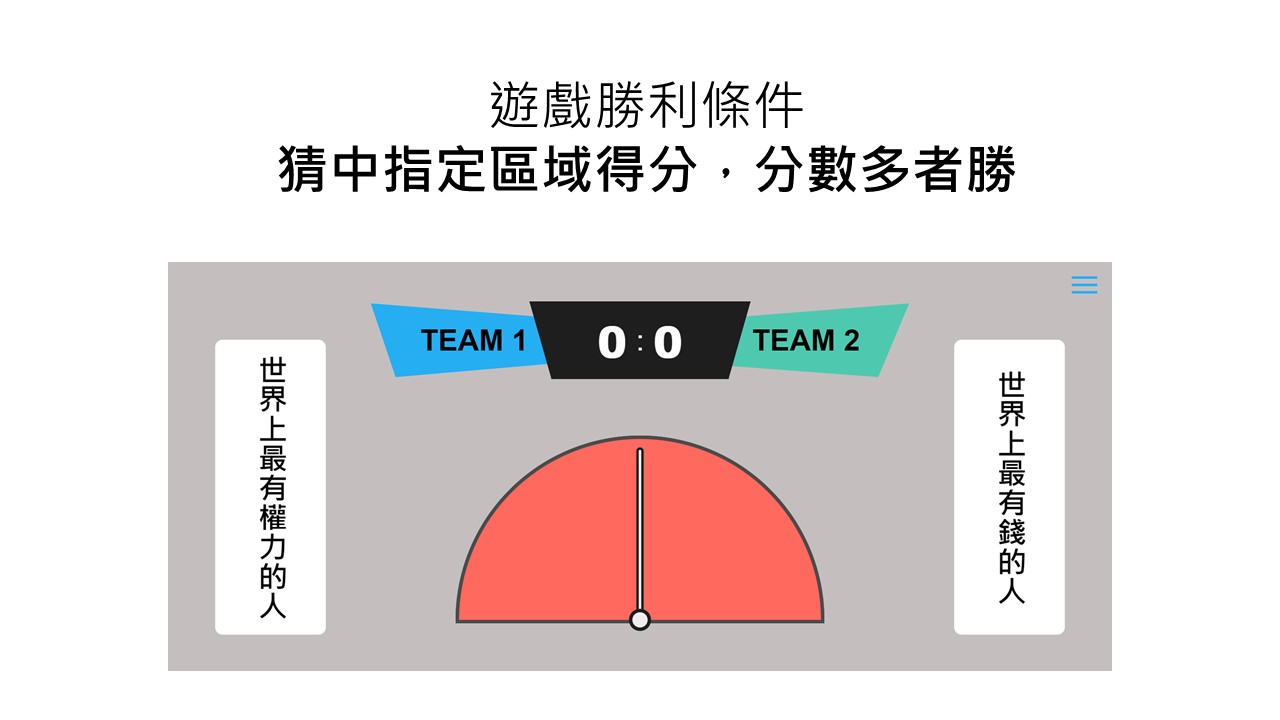 遊戲勝利條件
猜中指定區域得分，分數多者勝
TEAM 1
0 : 0
TEAM 2
世界上最有權力的人
世界上最有錢的人